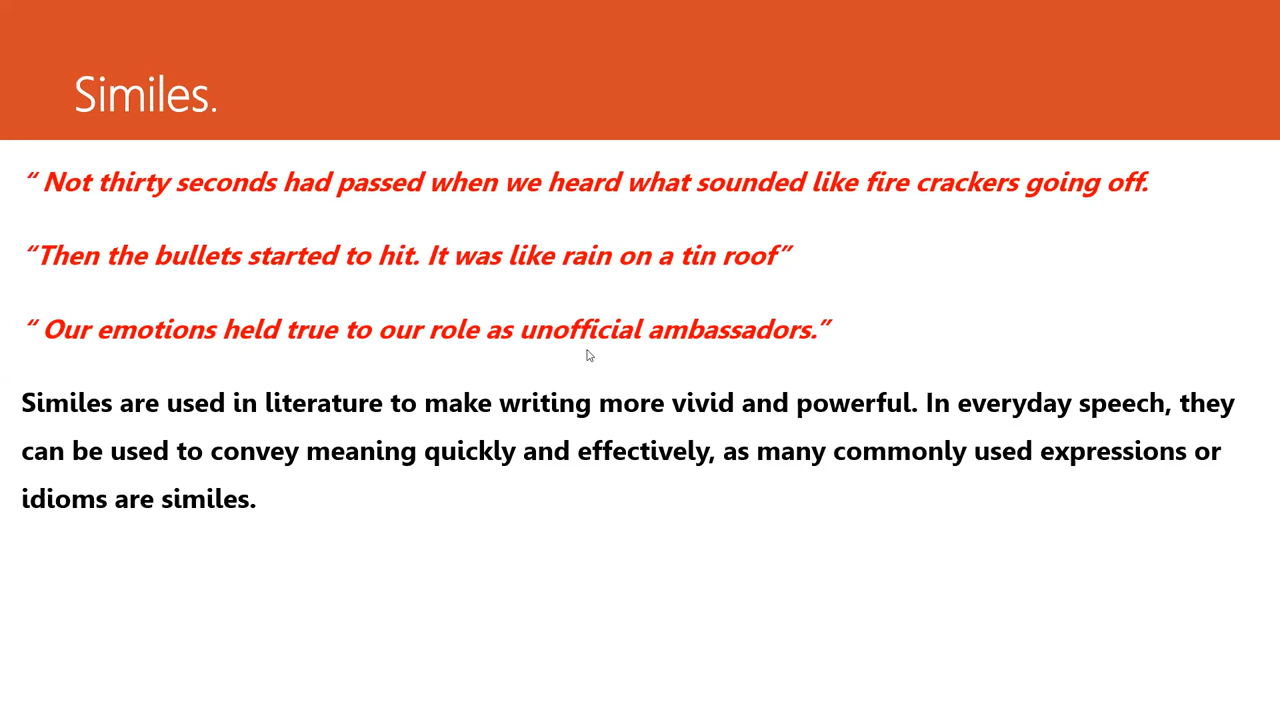 Similes.
“ Not thirty seconds had passed when we heard what sounded like fire crackers going off.
“Then the bullets started to hit. It was like rain on a tin roof”
“ Our emotions held true to our role as unofficial ambassadors.”
Similes are used in literature to make writing more vivid and powerful. In everyday speech, they
can be used to convey meaning quickly and effectively, as many commonly used expressions or
idioms are similes.